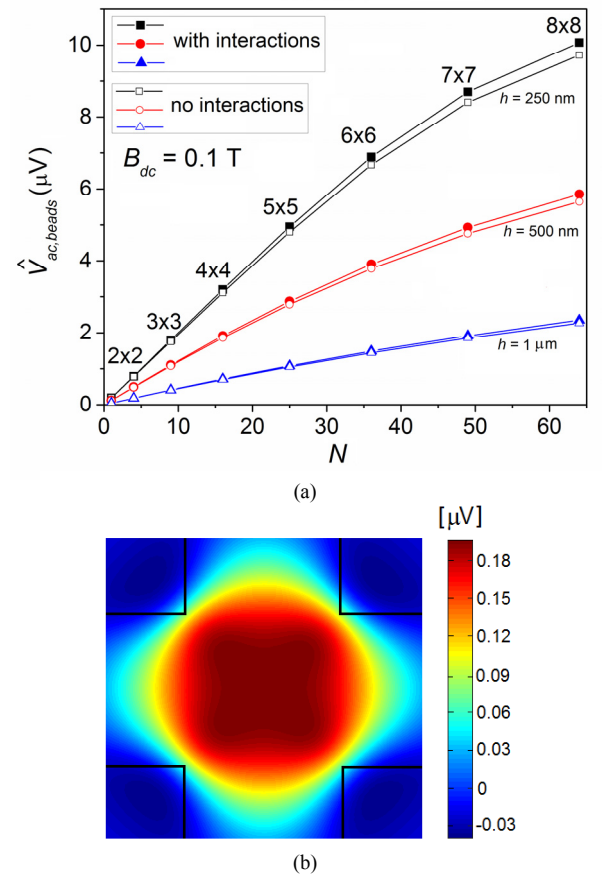 with interactions
no interactions
B_dc = 0.1 T
2x2
3x3
4x4
5x5
6x6
7x7
8x8
h = 250 nm
h = 500 nm
h = 1 μm
V̂_ac,beads (μV)
10
8
6
4
2
0
0 10 20 30 40 50 60
N
(a)
[μV]
0.18
0.12
0.09
0.06
0.03
0
-0.03
(b)